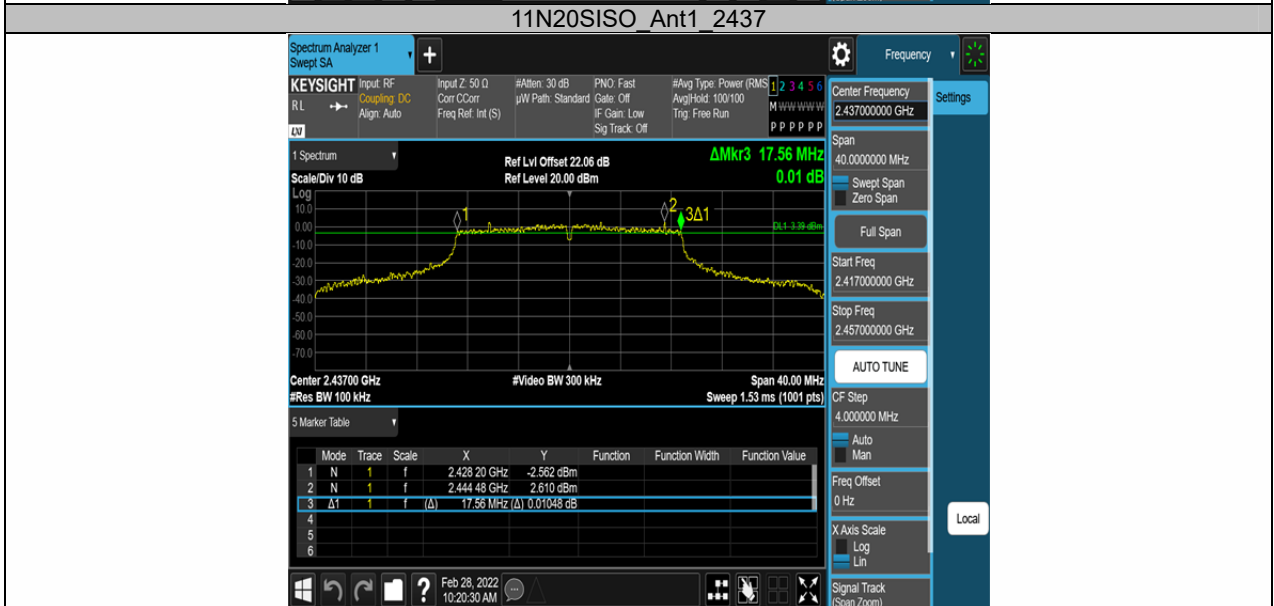 11N20SISO_Ant1_2437
Spectrum Analyzer 1
Swept SA
+
Frequency
KEYSIGHT
RL
LXI
Input: RF
Coupling: DC
Align: Auto
Input Z: 50 Ω
Corr CCorr
Freq Ref: Int (S)
#Atten: 30 dB
µW Path: Standard
PNO: Fast
Gate: Off
IF Gain: Low
Sig Track: Off
#Avg Type: Power (RMS
Avg|Hold: 100/100
Trig: Free Run
1 2 3 4 5 6
M W W W W W
P P P P P P
1 Spectrum
Scale/Div 10 dB
Ref Lvl Offset 22.06 dB
Ref Level 20.00 dBm
ΔMkr3 17.56 MHz
0.01 dB
Log
10.0
0.00
-10.0
-20.0
-30.0
-40.0
-50.0
-60.0
-70.0
1
2
3Δ1
DL1 -3.39 dBm
Center 2.43700 GHz
#Video BW 300 kHz
Span 40.00 MHz
#Res BW 100 kHz
Sweep 1.53 ms (1001 pts)
5 Marker Table
Mode Trace Scale X Y Function Function Width Function Value
1 N 1 f 2.428 20 GHz -2.562 dBm
2 N 1 f 2.444 48 GHz 2.610 dBm
3 Δ1 1 f (Δ) 17.56 MHz (Δ) 0.01048 dB
4
5
6
?
Feb 28, 2022
10:20:30 AM
Center Frequency
2.437000000 GHz
Span
40.0000000 MHz
Swept Span
Zero Span
Full Span
Start Freq
2.417000000 GHz
Stop Freq
2.457000000 GHz
AUTO TUNE
CF Step
4.000000 MHz
Auto
Man
Freq Offset
0 Hz
X Axis Scale
Log
Lin
Signal Track
(Span Zoom)
Settings
Local